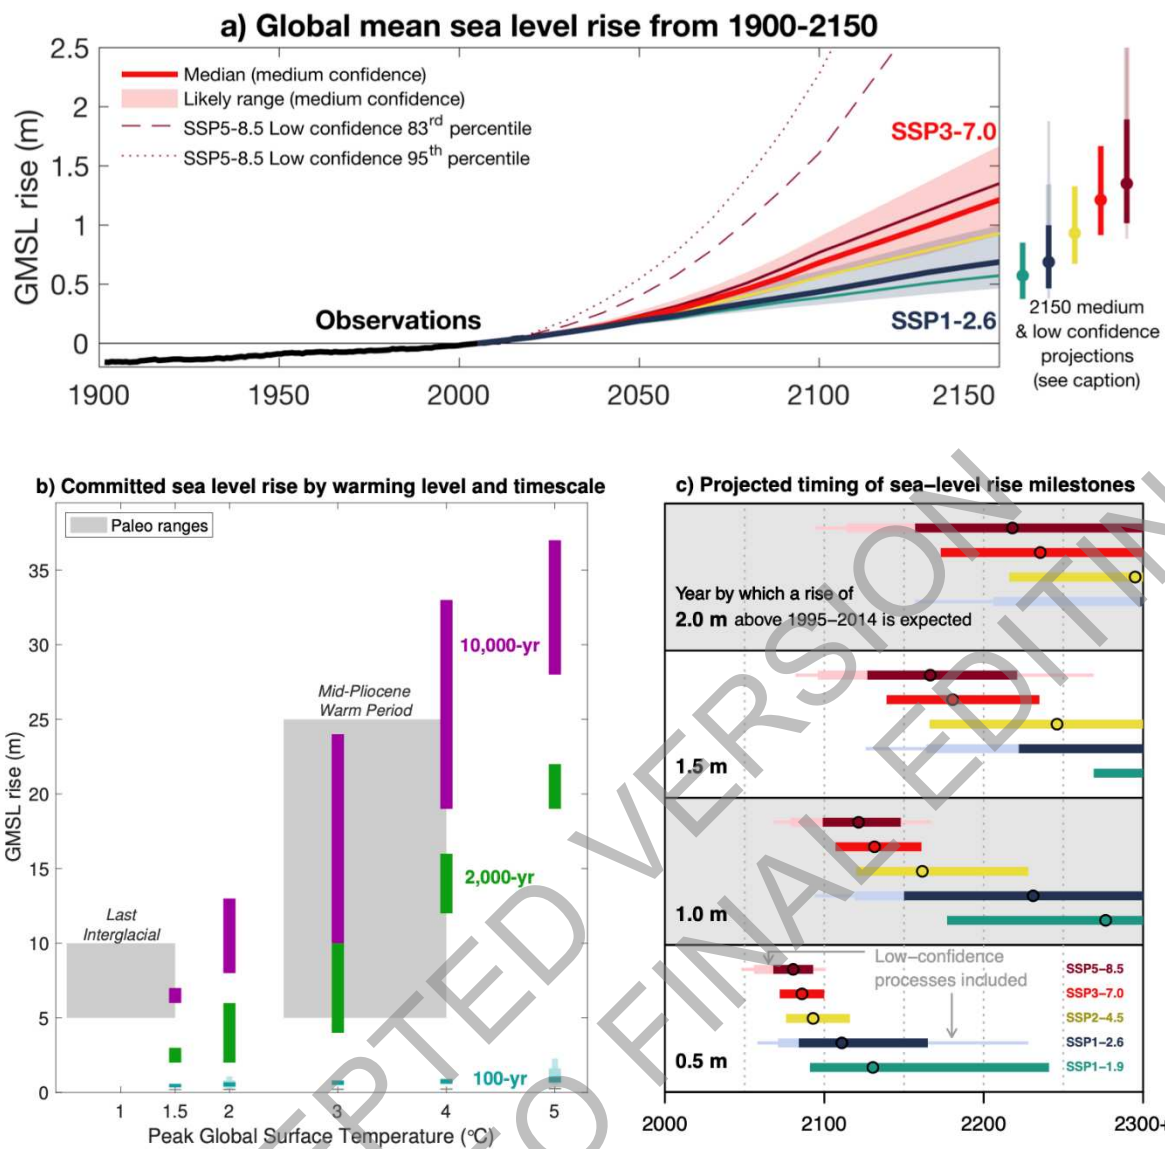 a) Global mean sea level rise from 1900-2150
GMSL rise (m)
2.5
2
1.5
1
0.5
0
Median (medium confidence)
Likely range (medium confidence)
SSP5-8.5 Low confidence 83rd percentile
SSP5-8.5 Low confidence 95th percentile
SSP3-7.0
Observations
SSP1-2.6
1900
1950
2000
2050
2100
2150
2150 medium
& low confidence
projections
(see caption)
b) Committed sea level rise by warming level and timescale
Paleo ranges
GMSL rise (m)
35
30
25
20
15
10
5
0
10,000-yr
Mid-Pliocene
Warm Period
2,000-yr
Last
Interglacial
100-yr
1
1.5
2
3
4
5
Peak Global Surface Temperature (°C)
c) Projected timing of sea-level rise milestones
Year by which a rise of
2.0 m above 1995-2014 is expected
1.5 m
1.0 m
Low-confidence
processes included
SSP5-8.5
SSP3-7.0
SSP2-4.5
SSP1-2.6
SSP1-1.9
0.5 m
2000
2100
2200
2300+
EPTED VERSION
TO FINAL EDITIN